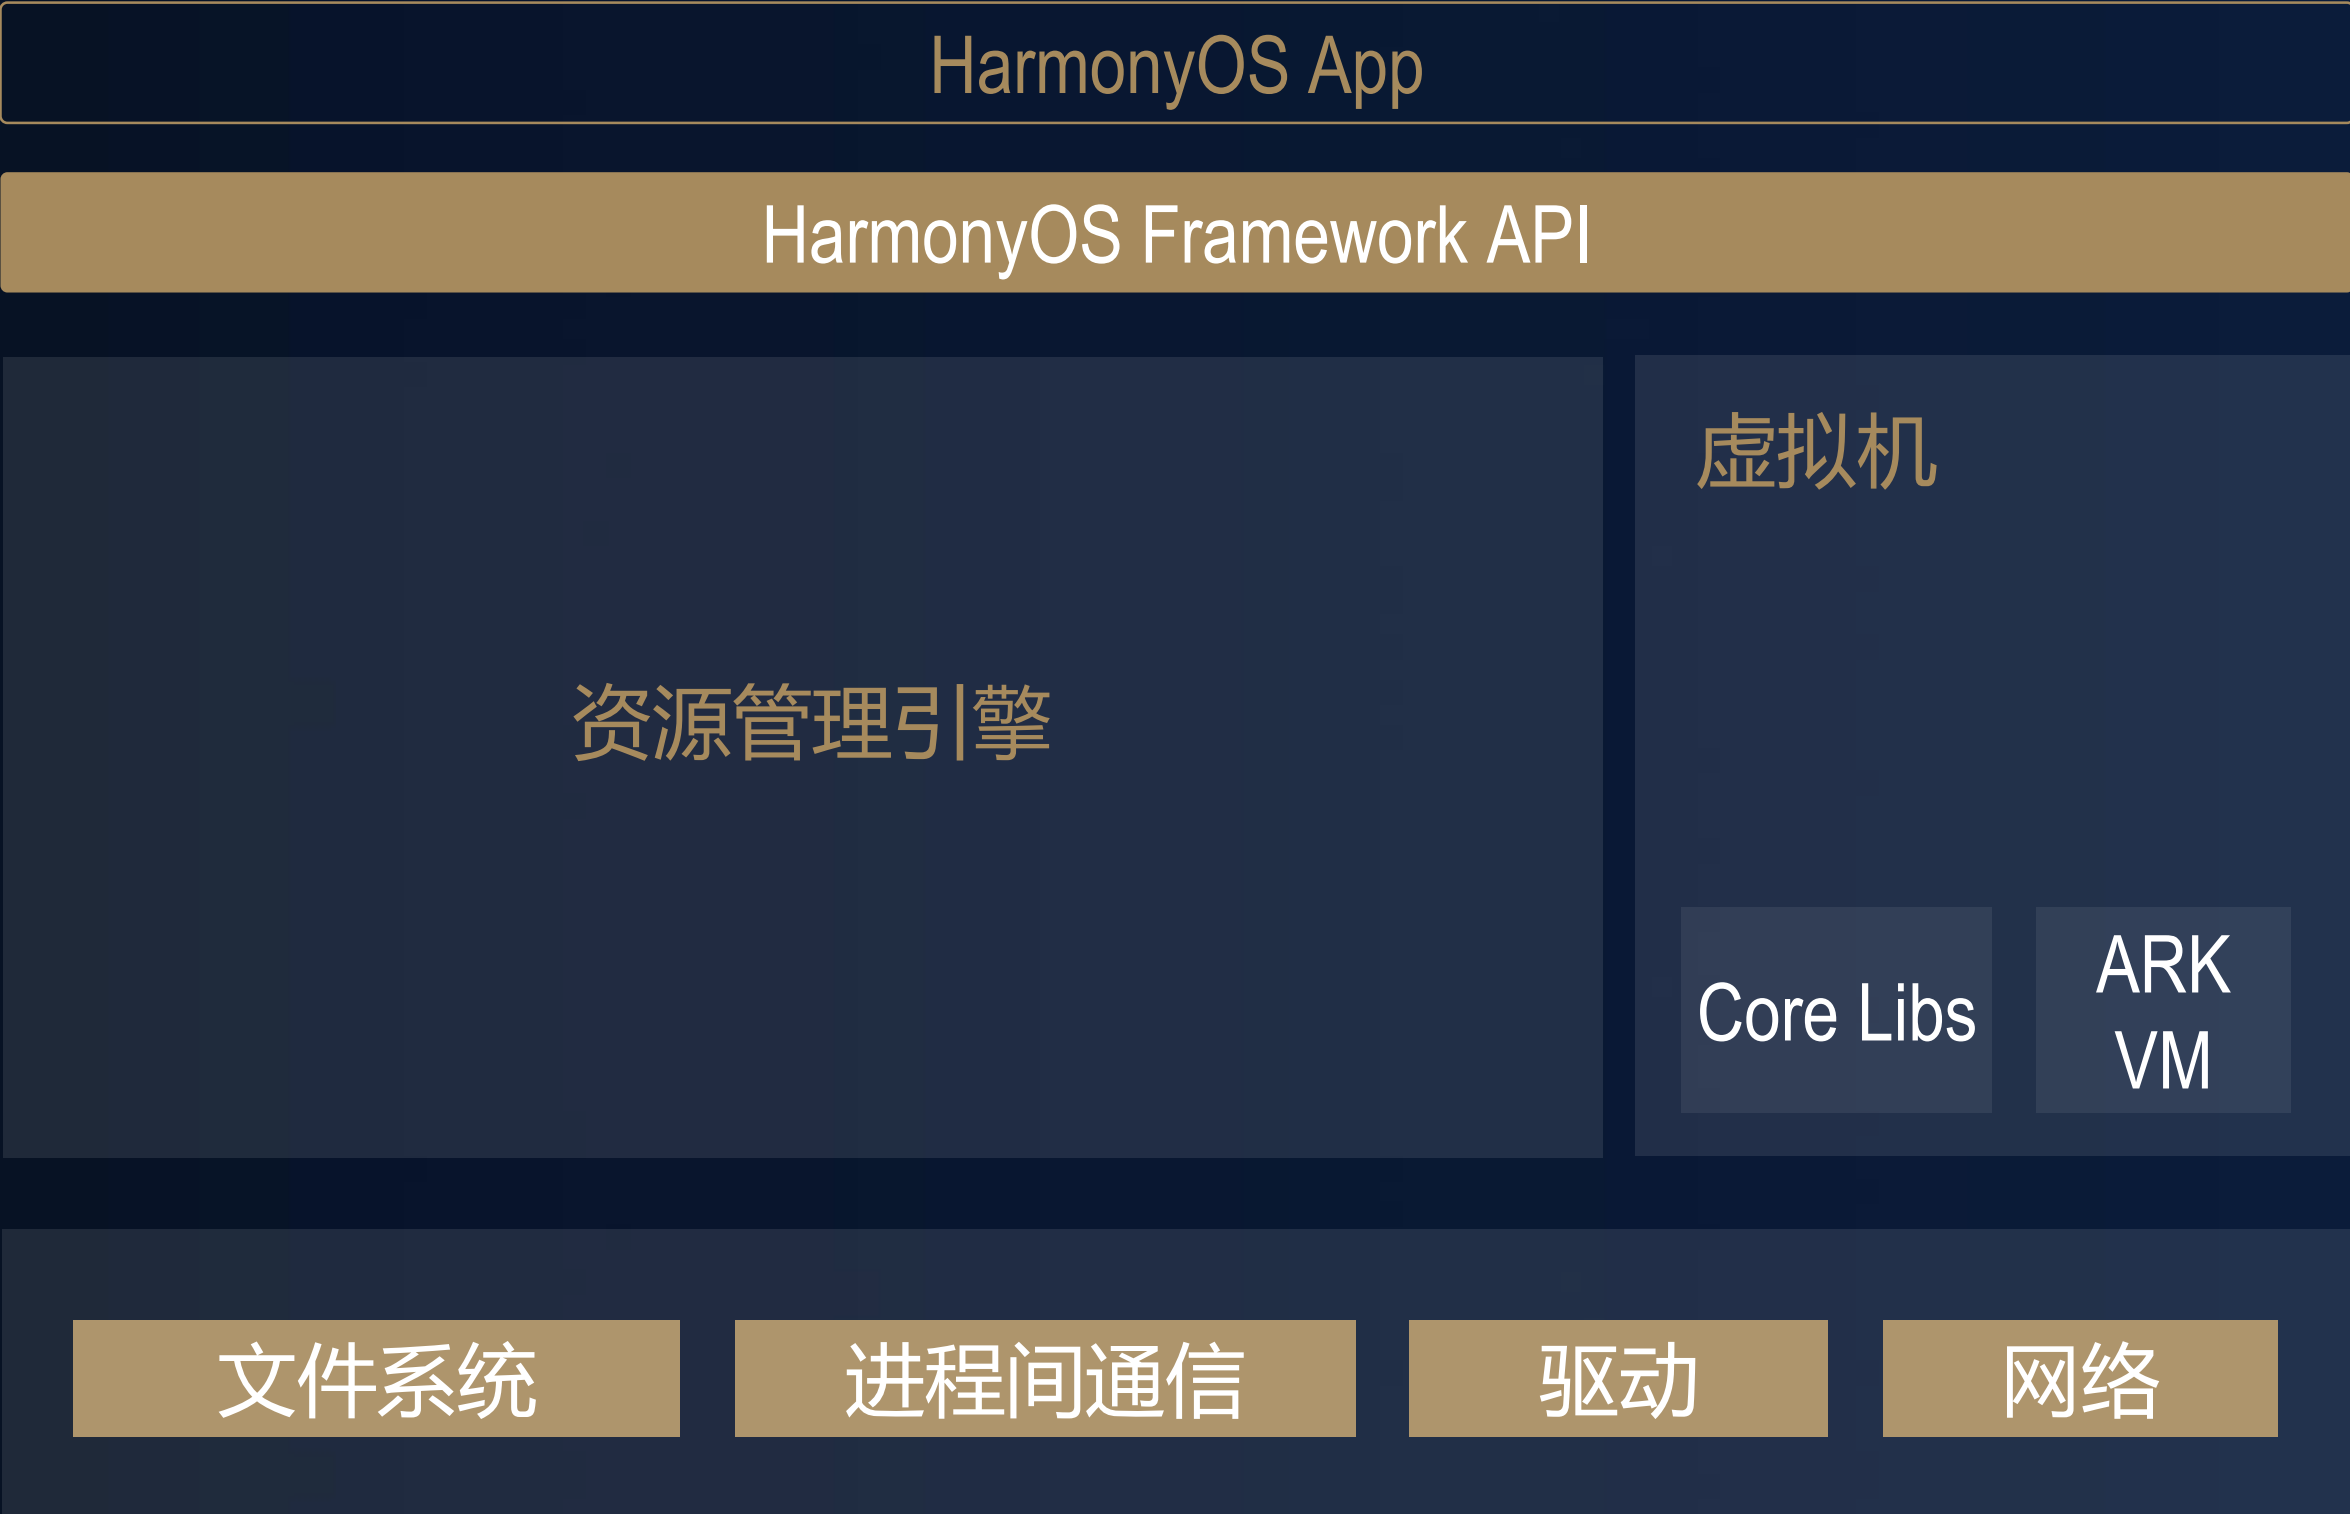 HarmonyOS App
HarmonyOS Framework API
虚拟机
资源管理引擎
Core Libs
ARK
VM
文件系统
进程间通信
驱动
网络